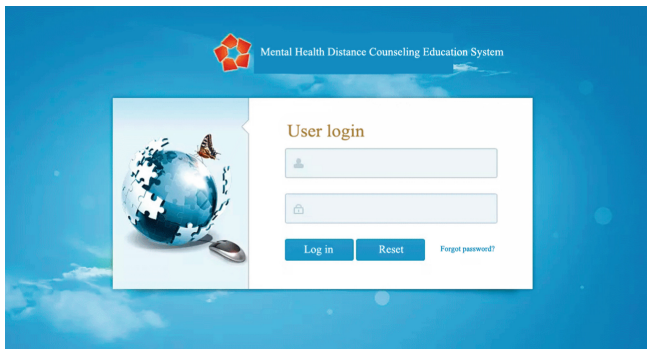 Mental Health Distance Counseling Education System
User login
Log in
Reset
Forgot password?